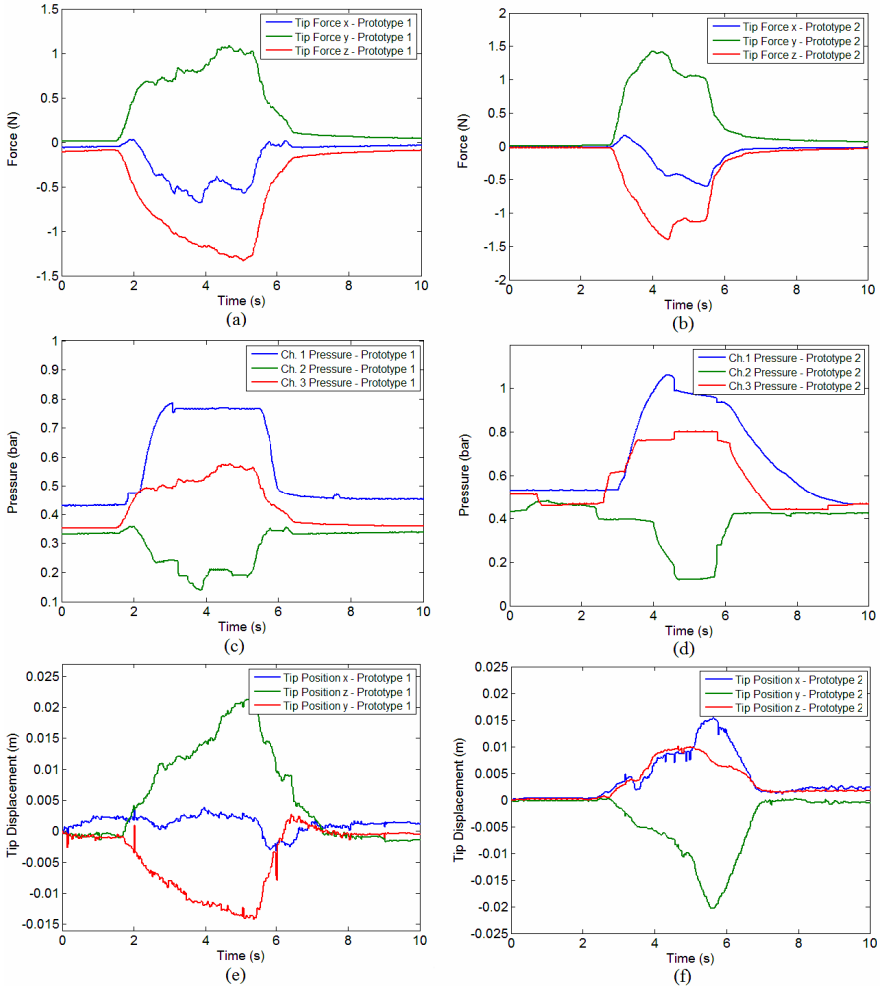 Tip Force x - Prototype 1
Tip Force y - Prototype 1
Tip Force z - Prototype 1
1.5
1
0.5
0
-0.5
-1
-1.5
Force (N)
0 2 4 6 8 10
Time (s)
(a)
Tip Force x - Prototype 2
Tip Force y - Prototype 2
Tip Force z - Prototype 2
2
1.5
1
0.5
0
-0.5
-1
-1.5
-2
Force (N)
0 2 4 6 8 10
Time (s)
(b)
Ch. 1 Pressure - Prototype 1
Ch. 2 Pressure - Prototype 1
Ch. 3 Pressure - Prototype 1
1
0.9
0.8
0.7
0.6
0.5
0.4
0.3
0.2
0.1
Pressure (bar)
0 2 4 6 8 10
Time (s)
(c)
Ch.1 Pressure - Prototype 2
Ch.2 Pressure - Prototype 2
Ch.3 Pressure - Prototype 2
1
0.8
0.6
0.4
0.2
0
Pressure (bar)
0 2 4 6 8 10
Time (s)
(d)
Tip Position x - Prototype 1
Tip Position z - Prototype 1
Tip Position y - Prototype 1
0.025
0.02
0.015
0.01
0.005
0
-0.005
-0.01
-0.015
Tip Displacement (m)
0 2 4 6 8 10
Time (s)
(e)
Tip Position x - Prototype 2
Tip Position y - Prototype 2
Tip Position z - Prototype 2
0.025
0.02
0.015
0.01
0.005
0
-0.005
-0.01
-0.015
-0.02
-0.025
Tip Displacement (m)
0 2 4 6 8 10
Time (s)
(f)